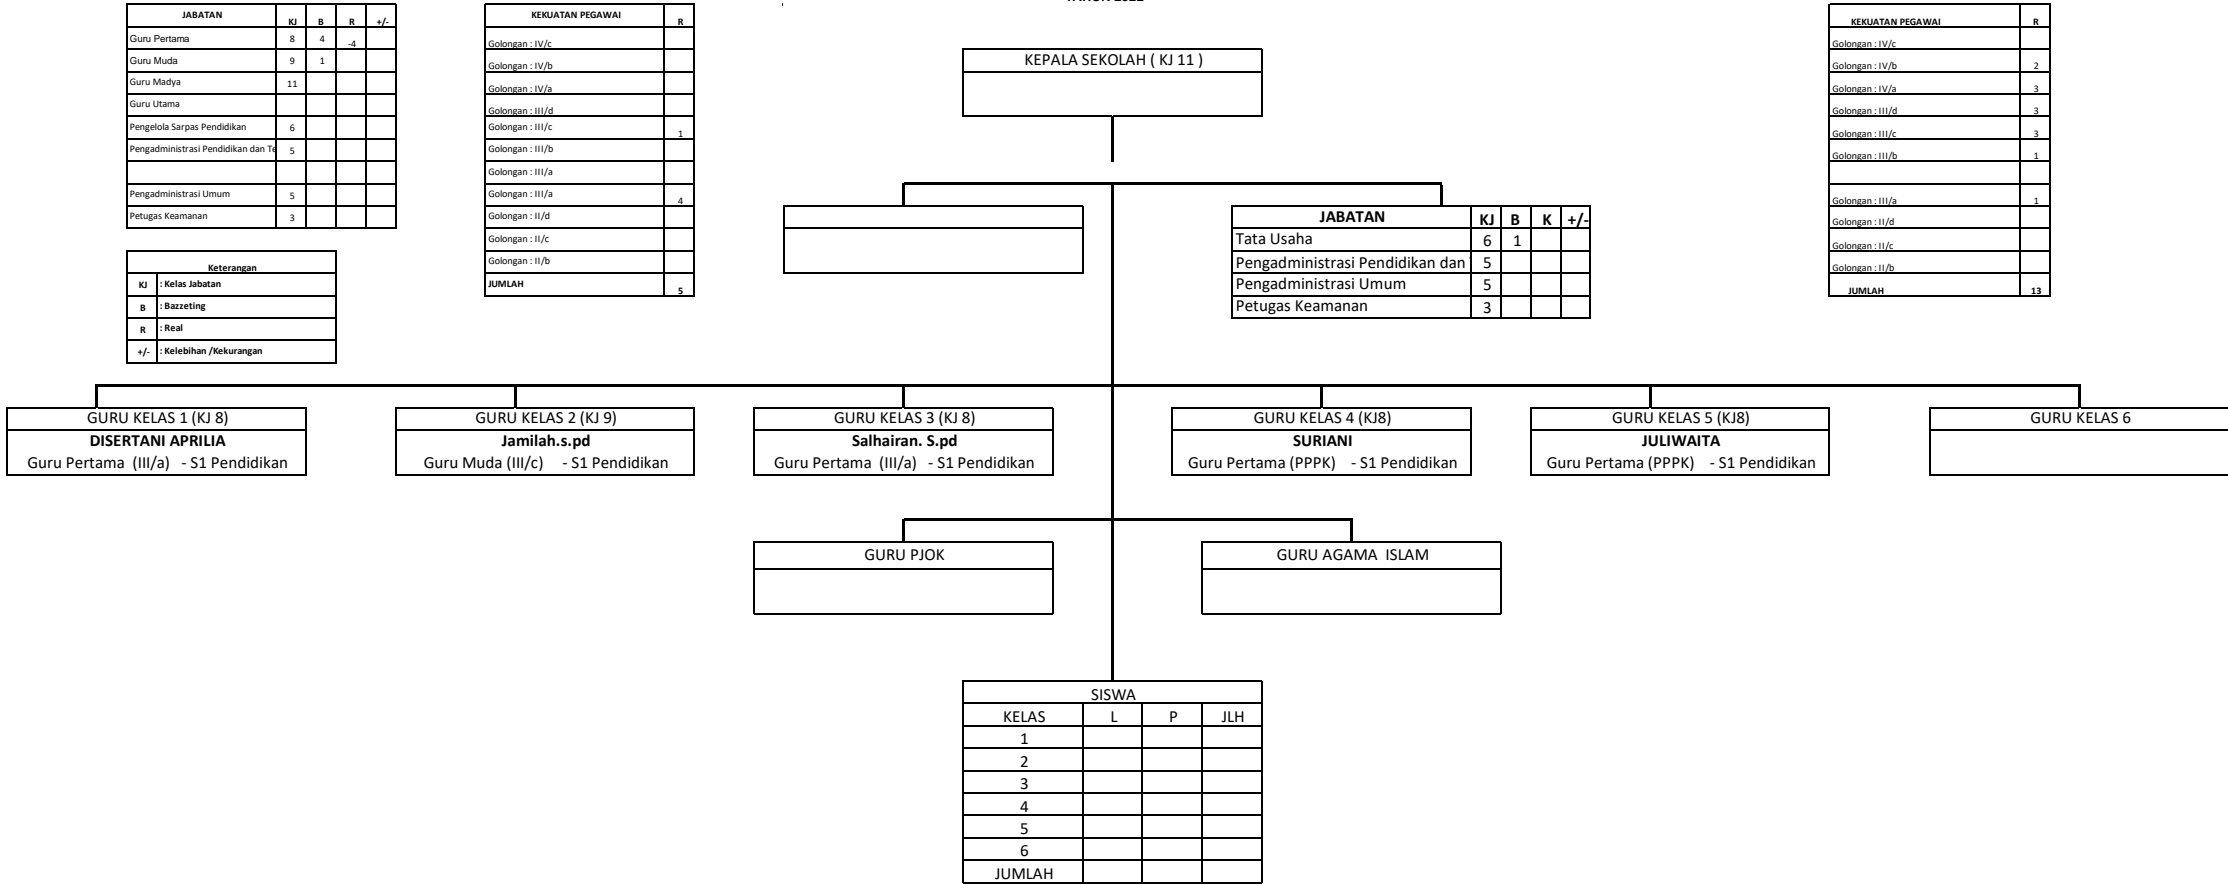 TAHUN 2022
JABATAN KJ B R +/-
Guru Pertama 8 4 -4
Guru Muda 9 1
Guru Madya 11
Guru Utama
Pengelola Sarpas Pendidikan 6
Pengadministrasi Pendidikan dan Te 5
Pengadministrasi Umum 5
Petugas Keamanan 3
Keterangan
KJ : Kelas Jabatan
B : Bazzeting
R : Real
+/- : Kelebihan /Kekurangan
KEKUATAN PEGAWAI R
Golongan : IV/c
Golongan : IV/b
Golongan : IV/a
Golongan : III/d
Golongan : III/c 1
Golongan : III/b
Golongan : III/a
Golongan : III/a 4
Golongan : II/d
Golongan : II/c
Golongan : II/b
JUMLAH 5
KEPALA SEKOLAH ( KJ 11 )
JABATAN KJ B K +/-
Tata Usaha 6 1
Pengadministrasi Pendidikan dan 5
Pengadministrasi Umum 5
Petugas Keamanan 3
KEKUATAN PEGAWAI R
Golongan : IV/c
Golongan : IV/b 2
Golongan : IV/a 3
Golongan : III/d 3
Golongan : III/c 3
Golongan : III/b 1
Golongan : III/a 1
Golongan : II/d
Golongan : II/c
Golongan : II/b
JUMLAH 13
GURU KELAS 1 (KJ 8)
DISERTANI APRILIA
Guru Pertama (III/a) - S1 Pendidikan
GURU KELAS 2 (KJ 9)
Jamilah.s.pd
Guru Muda (III/c) - S1 Pendidikan
GURU KELAS 3 (KJ 8)
Salhairan. S.pd
Guru Pertama (III/a) - S1 Pendidikan
GURU KELAS 4 (KJ8)
SURIANI
Guru Pertama (PPPK) - S1 Pendidikan
GURU KELAS 5 (KJ8)
JULIWAITA
Guru Pertama (PPPK) - S1 Pendidikan
GURU KELAS 6
GURU PJOK
GURU AGAMA ISLAM
SISWA
KELAS L P JLH
1
2
3
4
5
6
JUMLAH